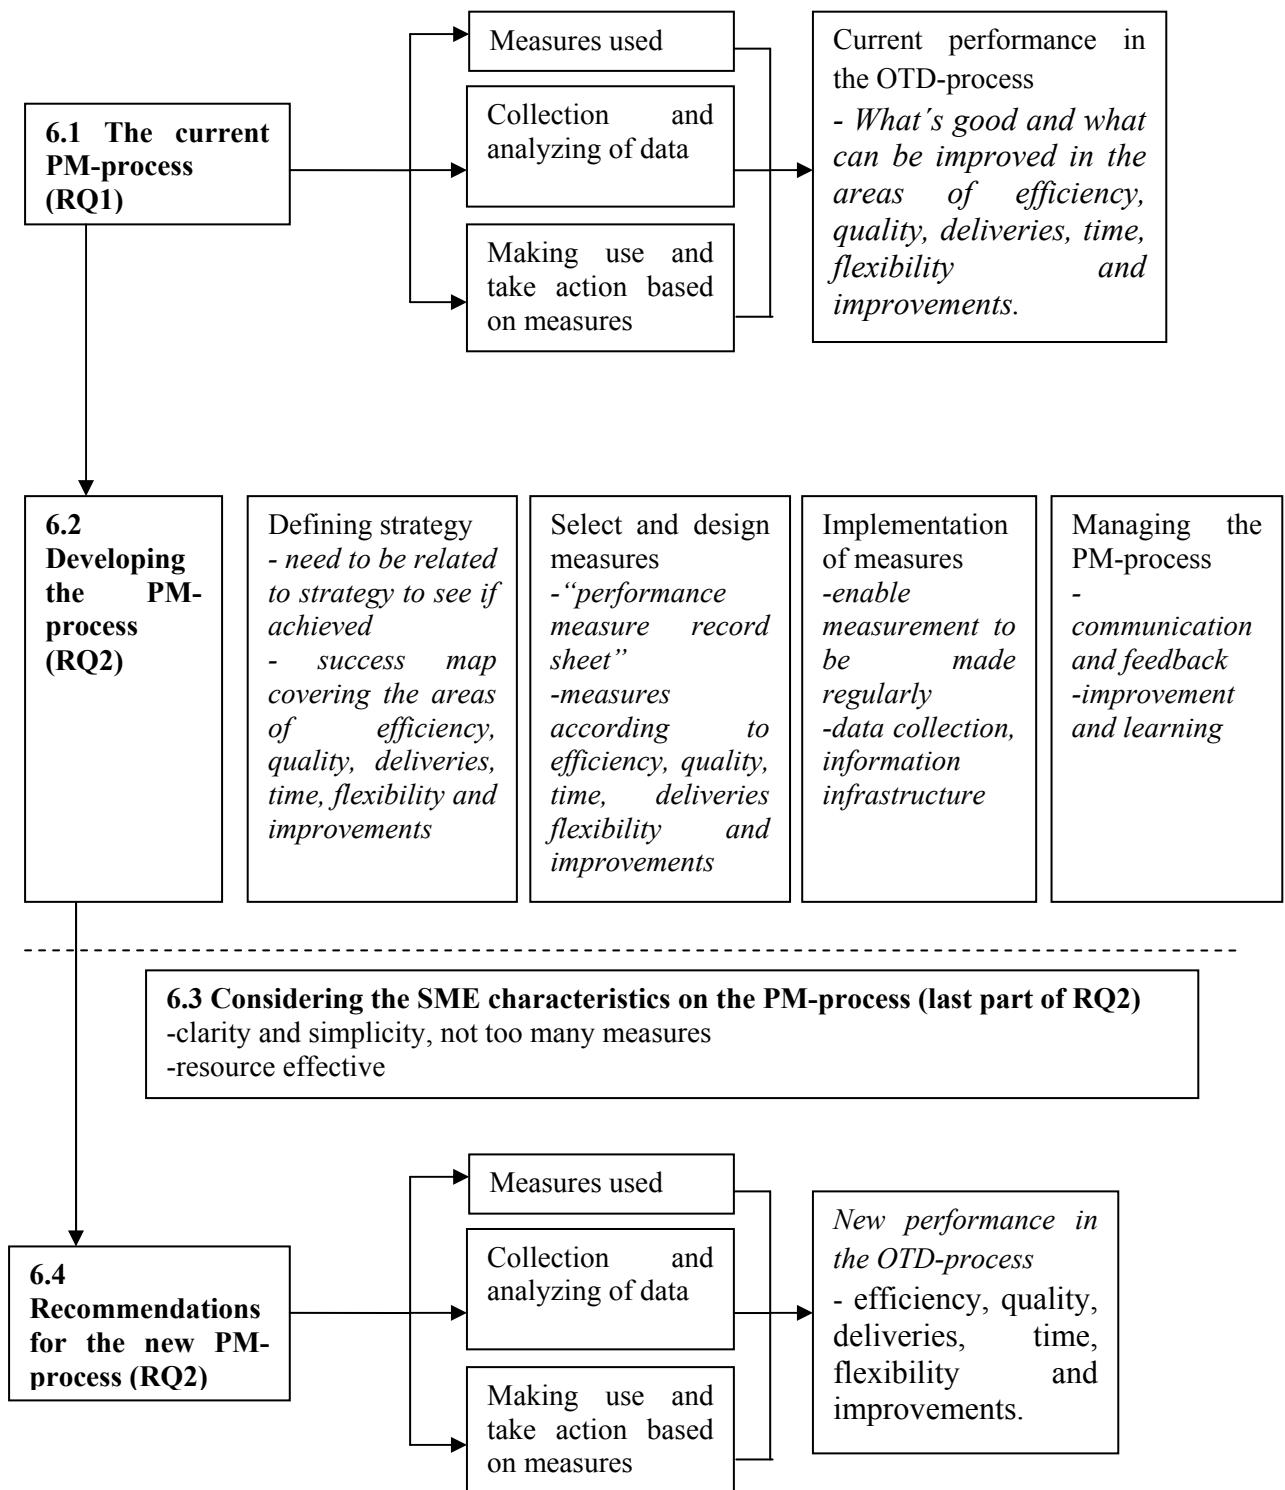 6.1 The current
PM-process
(RQ1)
Measures used
Collection and
analyzing of data
Making use and
take action based
on measures
Current performance in
the OTD-process
- What´s good and what
can be improved in the
areas of efficiency,
quality, deliveries, time,
flexibility and
improvements.
6.2
Developing
the PM-
process
(RQ2)
Defining strategy
- need to be related
to strategy to see if
achieved
- success map
covering the areas
of efficiency,
quality, deliveries,
time, flexibility and
improvements
Select and design
measures
-“performance
measure record
sheet”
-measures
according to
efficiency, quality,
time, deliveries
flexibility and
improvements
Implementation
of measures
-enable
measurement to
be made
regularly
-data collection,
information
infrastructure
Managing the
PM-process
-
communication
and feedback
-improvement
and learning
6.3 Considering the SME characteristics on the PM-process (last part of RQ2)
-clarity and simplicity, not too many measures
-resource effective
6.4
Recommendations
for the new PM-
process (RQ2)
Measures used
Collection and
analyzing of data
Making use and
take action based
on measures
New performance in
the OTD-process
- efficiency, quality,
deliveries, time,
flexibility and
improvements.